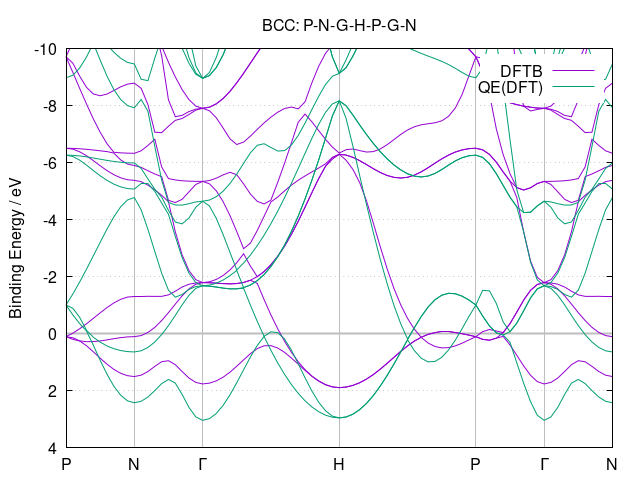 BCC: P-N-G-H-P-G-N
DFTB
QE(DFT)
Binding Energy / eV
-10
-8
-6
-4
-2
0
2
4
P N Γ H P Γ N